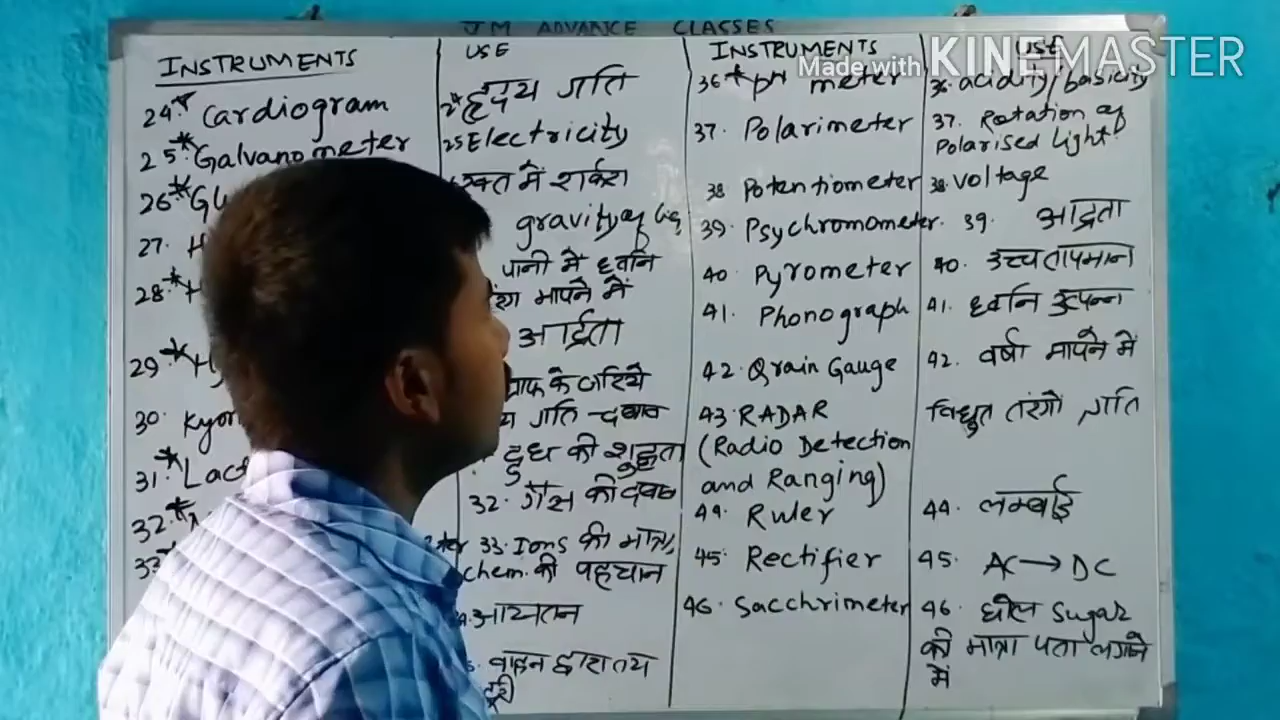 JM ADVANCE CLASSES
Made with KINEMASTER
INSTRUMENTS
24.* Cardiogram
25.* Galvanometer
26.*
27.
28.*
29.*
30.
31.*
32.*
33
USE
हृदय गति
25 Electricity
रक्त में शर्करा
gravity of liq.
पानी में ध्वनि
मापने में
आर्द्रता
ग्राफ के जरिये
गति दबाव
दुध की शुद्धता
32. गैस की दबाव
33. Ions की मात्रा,
chem. की पहचान
आयतन
वाहन द्वारा तय
दूरी
INSTRUMENTS
36* pH meter
37. Polarimeter
38 Potentiometer
39. Psychromometer.
40 Pyrometer
41. Phonograph
42. Qrain Gauge
43 RADAR
(Radio Detection
and Ranging)
44. Ruler
45. Rectifier
46. Sacchrimeter
USE
36. acidity/basicity
37. Rotation of
Polarised light
38. voltage
39. आद्रता
40. उच्च तापमान
41. ध्वनि उत्पन्न
42. वर्षा मापने में
विधुत तरंगो गति
44. लम्बाई
45. AC → DC
46. घोल Sugar
की मात्रा पता लगाने
में